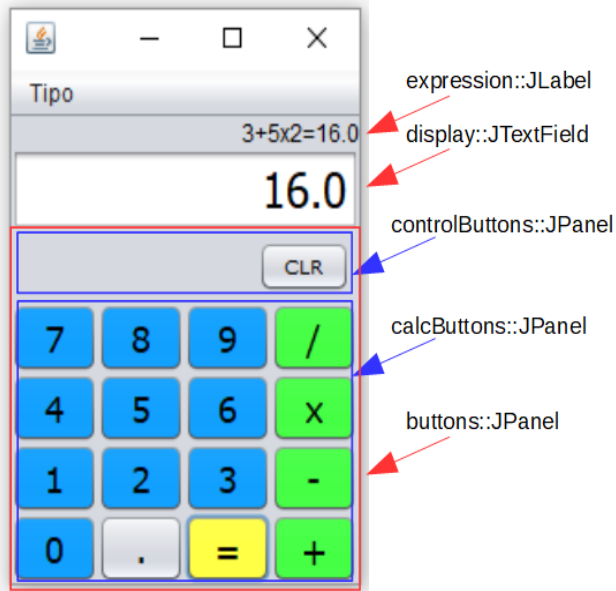 Tipo
expression::JLabel
3+5x2=16.0
display::JTextField
16.0
controlButtons::JPanel
CLR
calcButtons::JPanel
7 8 9 /
4 5 6 x
buttons::JPanel
1 2 3 -
0 . = +